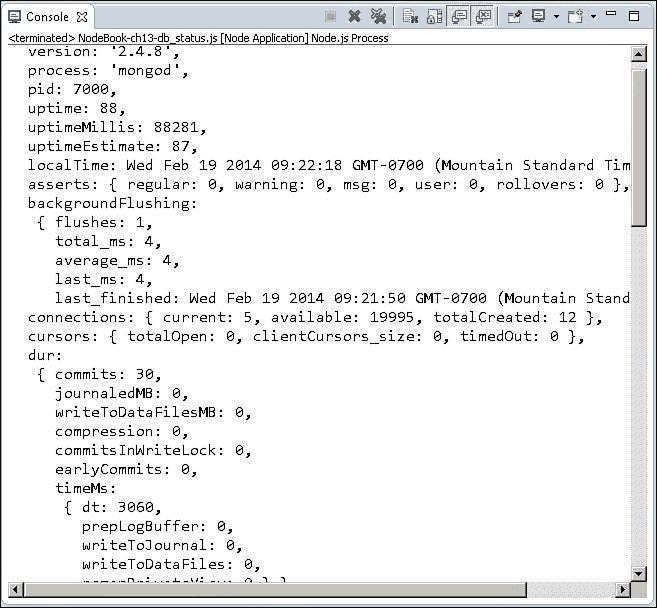 Console
<terminated> NodeBook-ch13-db_status.js [Node Application] Node.js Process
version: '2.4.8',
process: 'mongod',
pid: 7000,
uptime: 88,
uptimeMillis: 88281,
uptimeEstimate: 87,
localTime: Wed Feb 19 2014 09:22:18 GMT-0700 (Mountain Standard Tim
asserts: { regular: 0, warning: 0, msg: 0, user: 0, rollovers: 0 },
backgroundFlushing:
{ flushes: 1,
total_ms: 4,
average_ms: 4,
last_ms: 4,
last_finished: Wed Feb 19 2014 09:21:50 GMT-0700 (Mountain Stand
connections: { current: 5, available: 19995, totalCreated: 12 },
cursors: { totalOpen: 0, clientCursors_size: 0, timedOut: 0 },
dur:
{ commits: 30,
journaledMB: 0,
writeToDataFilesMB: 0,
compression: 0,
commitsInWriteLock: 0,
earlyCommits: 0,
timeMs:
{ dt: 3060,
prepLogBuffer: 0,
writeToJournal: 0,
writeToDataFiles: 0,